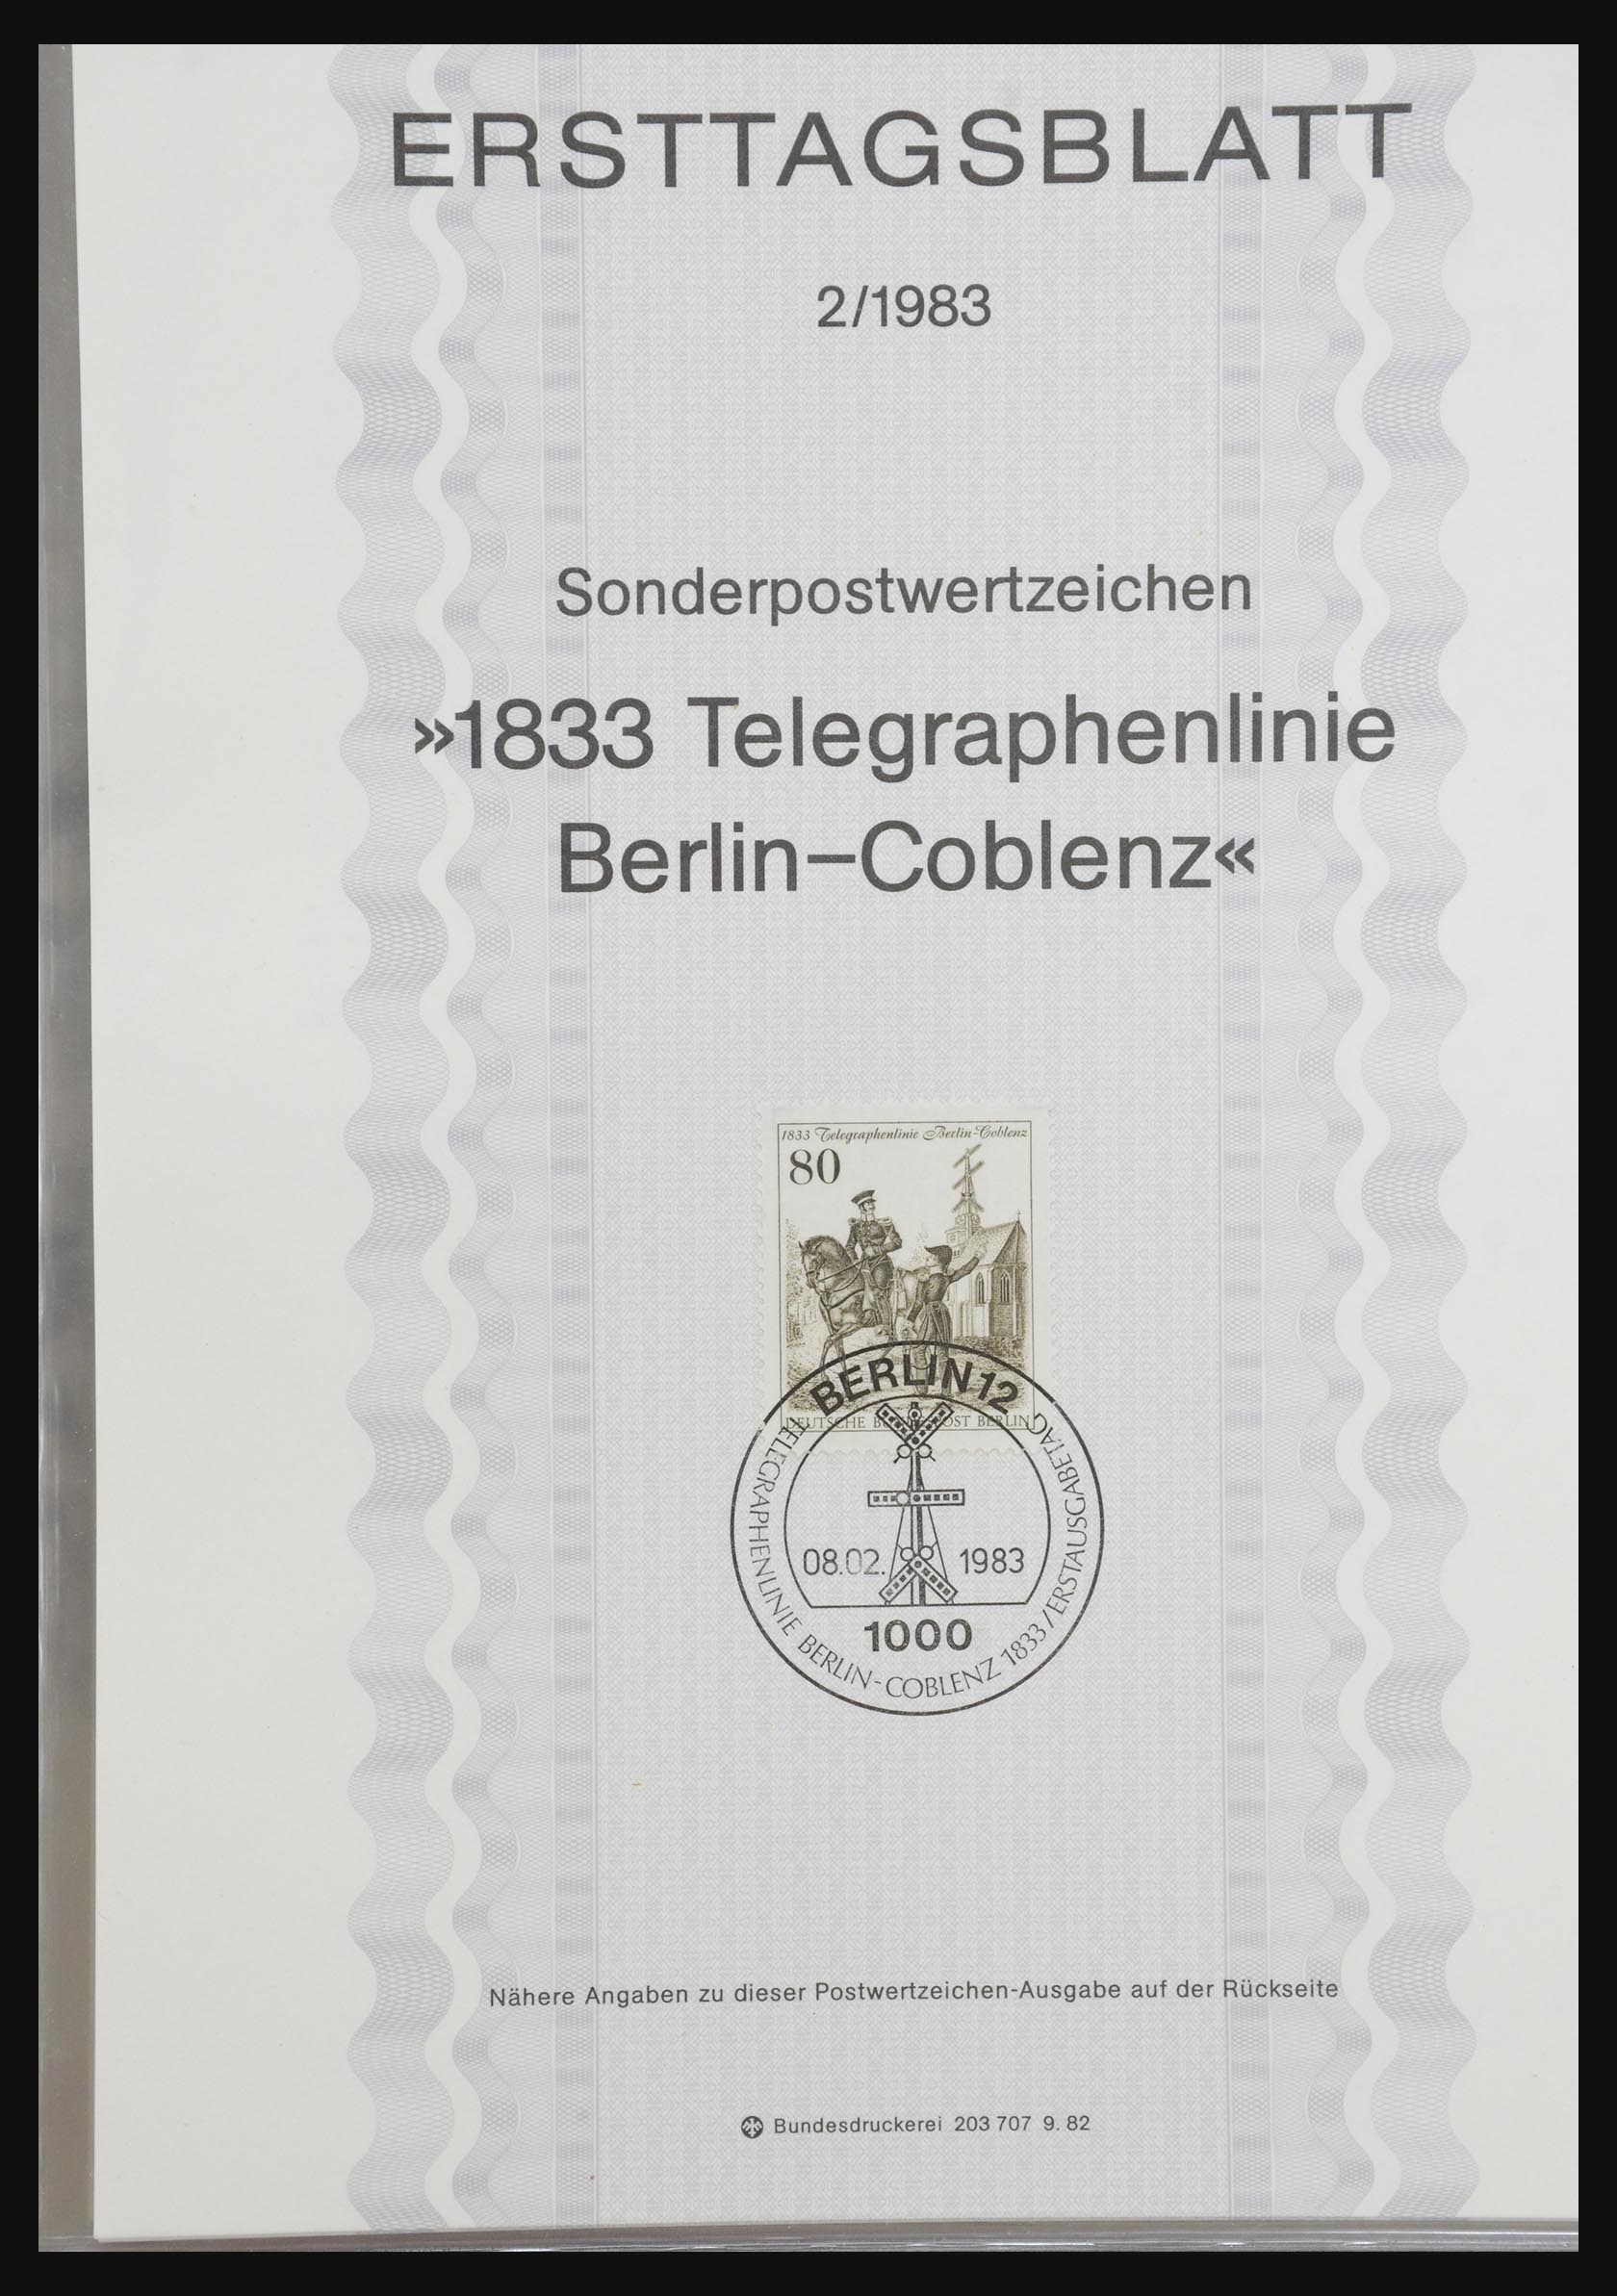 ERSTTAGSBLATT
2/1983
Sonderpostwertzeichen
»1833 Telegraphenlinie
Berlin–Coblenz«
1833 Telegraphenlinie Berlin-Coblenz
80
DEUTSCHE BUNDESPOST BERLIN
BERLIN 12
08.02. 1983
1000
TELEGRAPHENLINIE BERLIN-COBLENZ 1833/ERSTAUSGABETAG
Nähere Angaben zu dieser Postwertzeichen-Ausgabe auf der Rückseite
Bundesdruckerei 203 707 9. 82